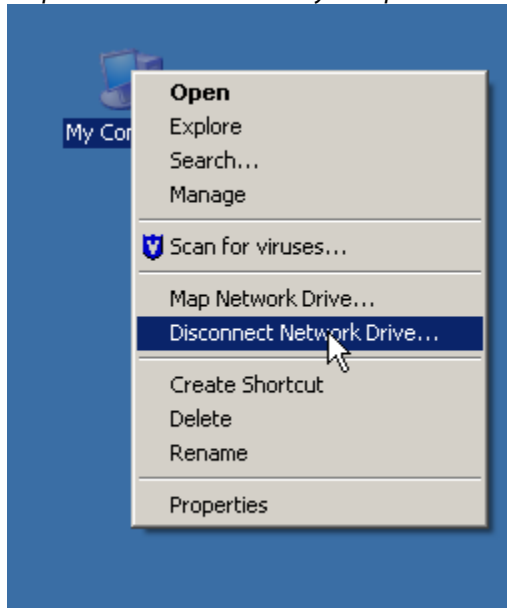 My Com
Open
Explore
Search...
Manage
Scan for viruses...
Map Network Drive...
Disconnect Network Drive...
Create Shortcut
Delete
Rename
Properties